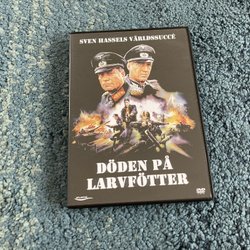 SVEN HASSELS VÄRLDSSUCCÉ
DÖDEN PÅ
LARVFÖTTER
DVD